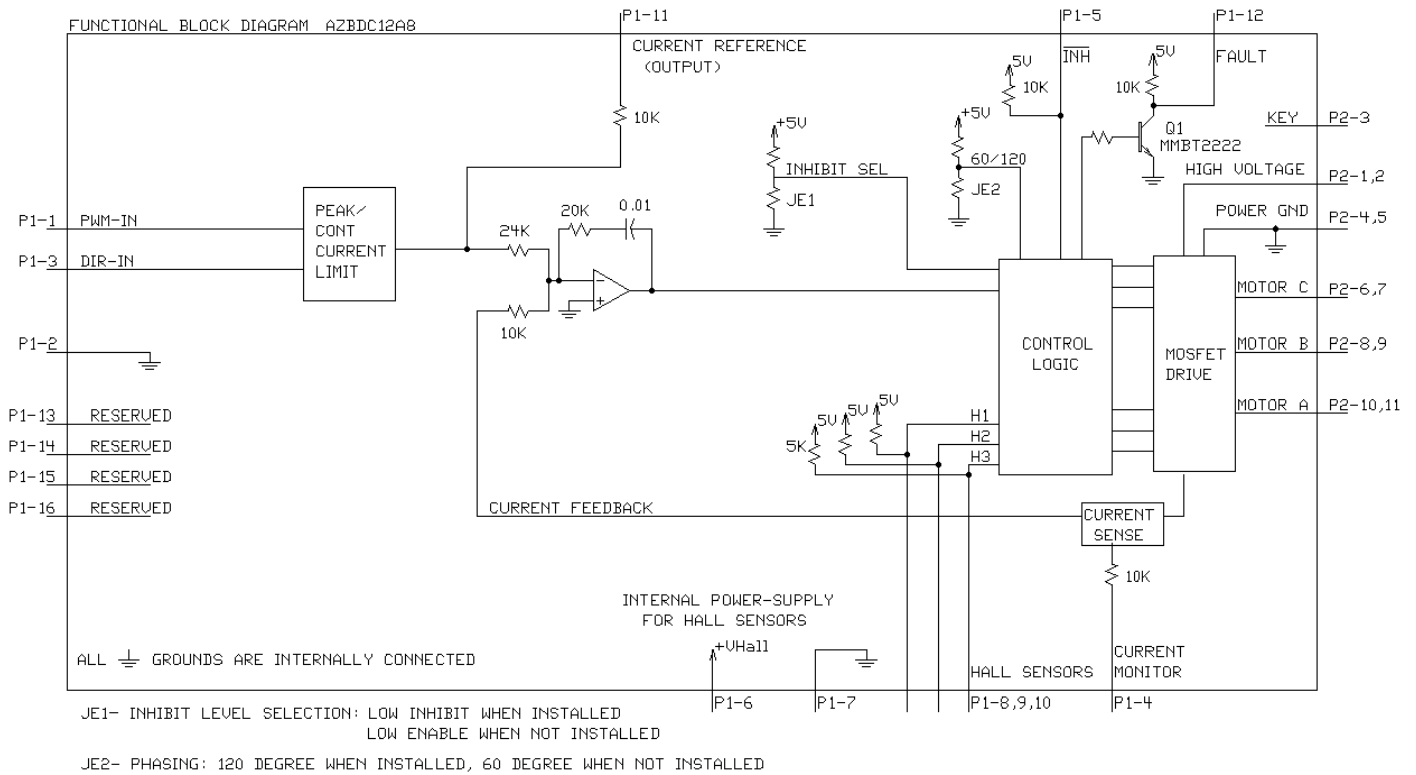 FUNCTIONAL BLOCK DIAGRAM AZBDC12A8
P1-11
P1-5
P1-12
CURRENT REFERENCE
(OUTPUT)
INH
FAULT
5V
10K
5V
10K
10K
KEY
P2-3
Q1
MMBT2222
+5V
+5V
60/120
JE2
INHIBIT SEL
JE1
HIGH VOLTAGE
P2-1,2
POWER GND
P2-4,5
P1-1
PWM-IN
P1-3
DIR-IN
PEAK/
CONT
CURRENT
LIMIT
24K
20K
0.01
-
+
10K
MOTOR C
P2-6,7
P1-2
CONTROL
LOGIC
MOSFET
DRIVE
MOTOR B
P2-8,9
MOTOR A
P2-10,11
P1-13
RESERVED
P1-14
RESERVED
P1-15
RESERVED
P1-16
RESERVED
5V
5V
5V
5K
H1
H2
H3
CURRENT FEEDBACK
CURRENT
SENSE
10K
INTERNAL POWER-SUPPLY
FOR HALL SENSORS
+VHall
ALL GROUNDS ARE INTERNALLY CONNECTED
HALL SENSORS
CURRENT
MONITOR
P1-6
P1-7
P1-8,9,10
P1-4
JE1- INHIBIT LEVEL SELECTION: LOW INHIBIT WHEN INSTALLED
LOW ENABLE WHEN NOT INSTALLED
JE2- PHASING: 120 DEGREE WHEN INSTALLED, 60 DEGREE WHEN NOT INSTALLED